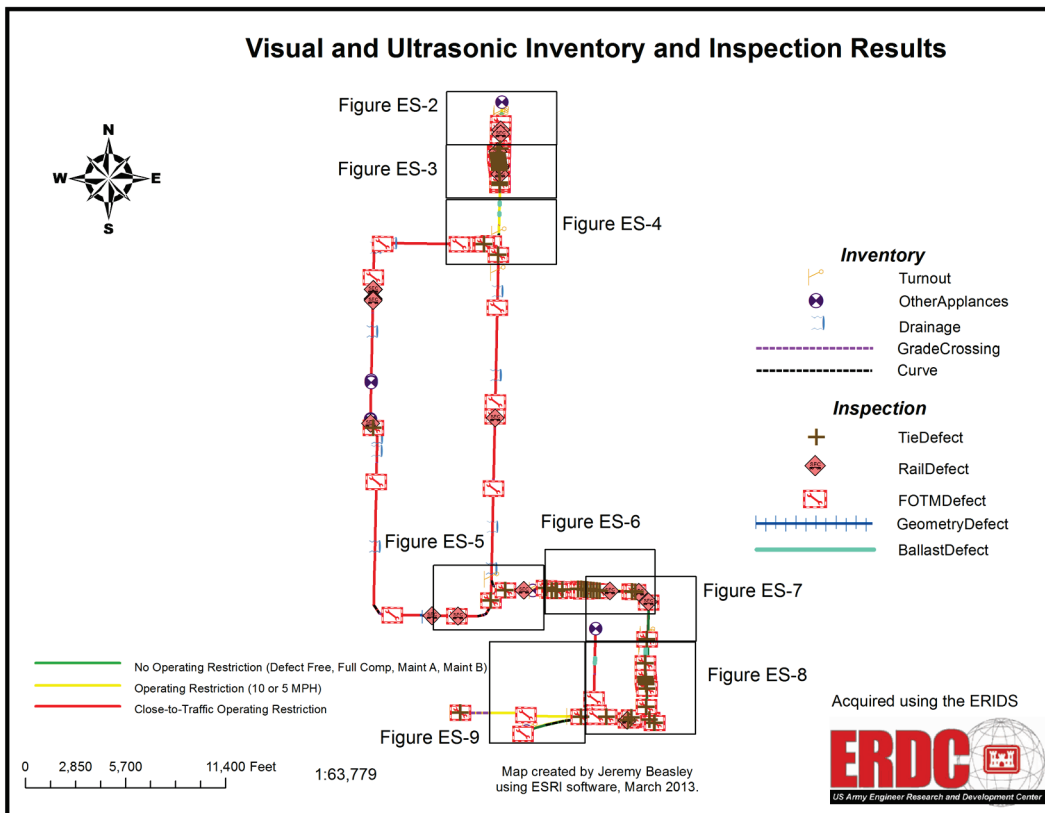 Visual and Ultrasonic Inventory and Inspection Results
Figure ES-2
Figure ES-3
Figure ES-4
N
W
E
S
Inventory
Turnout
OtherApplances
Drainage
GradeCrossing
Curve
Inspection
TieDefect
RailDefect
FOTMDefect
GeometryDefect
BallastDefect
Figure ES-5
Figure ES-6
Figure ES-7
Figure ES-8
Figure ES-9
No Operating Restriction (Defect Free, Full Comp, Maint A, Maint B)
Operating Restriction (10 or 5 MPH)
Close-to-Traffic Operating Restriction
0 2,850 5,700 11,400 Feet
1:63,779
Map created by Jeremy Beasley
using ESRI software, March 2013.
Acquired using the ERIDS
ERDC
US Army Engineer Research and Development Center